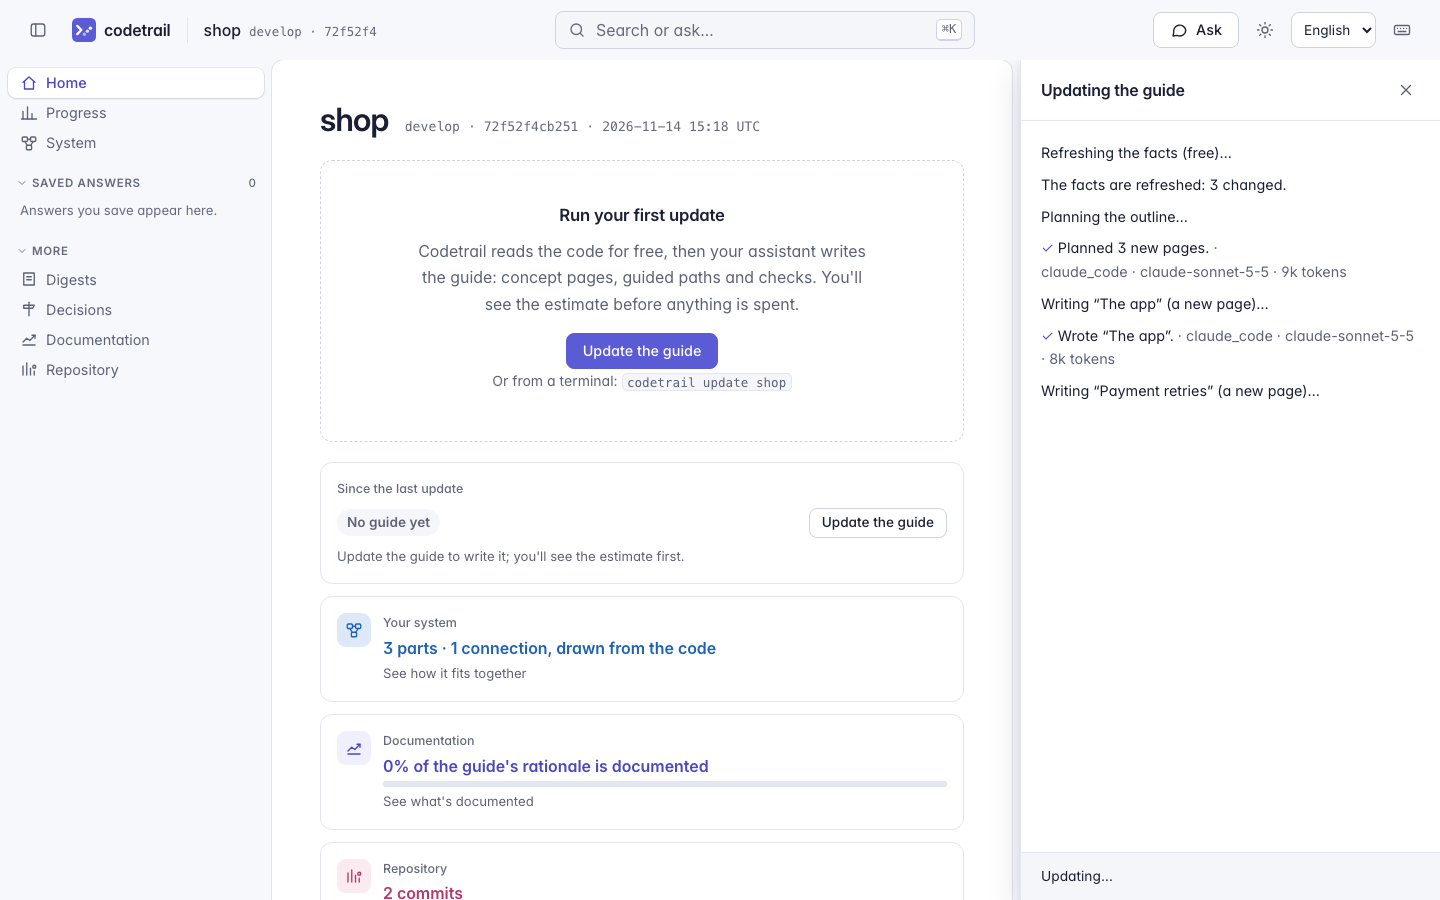 codetrail
shop develop · 72f52f4
Search or ask...
⌘K
Ask
English
Home
Progress
System
SAVED ANSWERS 0
Answers you save appear here.
MORE
Digests
Decisions
Documentation
Repository
shop develop · 72f52f4cb251 · 2026-11-14 15:18 UTC
Run your first update
Codetrail reads the code for free, then your assistant writes
the guide: concept pages, guided paths and checks. You'll
see the estimate before anything is spent.
Update the guide
Or from a terminal: codetrail update shop
Since the last update
No guide yet
Update the guide
Update the guide to write it; you'll see the estimate first.
Your system
3 parts · 1 connection, drawn from the code
See how it fits together
Documentation
0% of the guide's rationale is documented
See what's documented
Repository
2 commits
Updating the guide
Refreshing the facts (free)...
The facts are refreshed: 3 changed.
Planning the outline...
✓ Planned 3 new pages. ·
claude_code · claude-sonnet-5-5 · 9k tokens
Writing “The app” (a new page)...
✓ Wrote “The app”. · claude_code · claude-sonnet-5-5
· 8k tokens
Writing “Payment retries” (a new page)...
Updating...